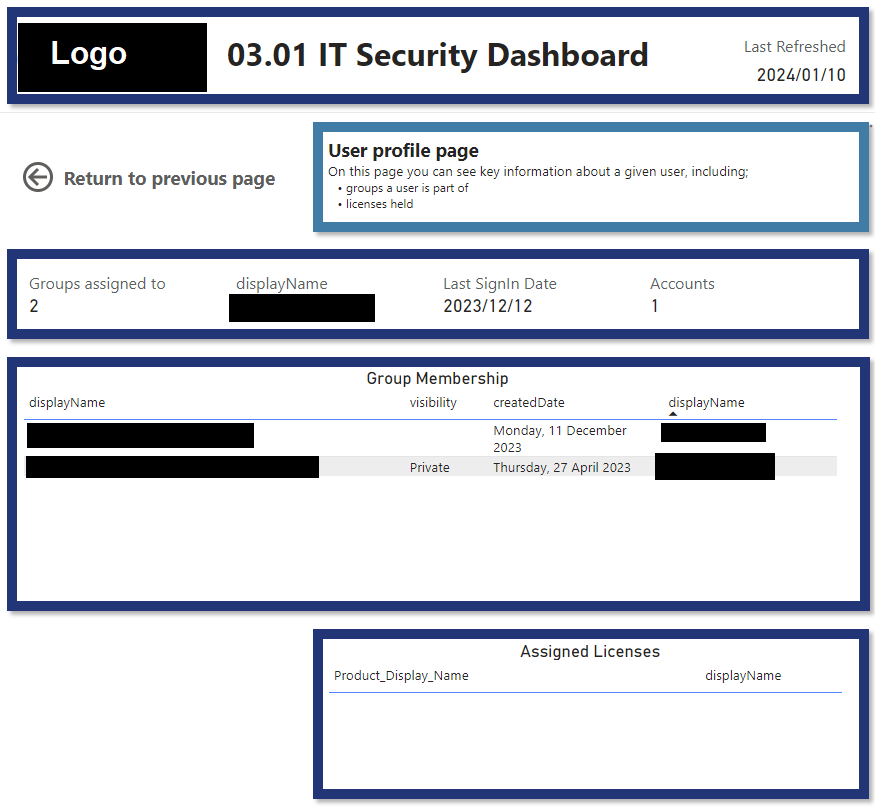 Logo
03.01 IT Security Dashboard
Last Refreshed
2024/01/10
Return to previous page
User profile page
On this page you can see key information about a given user, including;
• groups a user is part of
• licenses held
Groups assigned to
2
displayName
Last SignIn Date
2023/12/12
Accounts
1
Group Membership
displayName visibility createdDate displayName
Monday, 11 December
2023
Private Thursday, 27 April 2023
Assigned Licenses
Product_Display_Name displayName